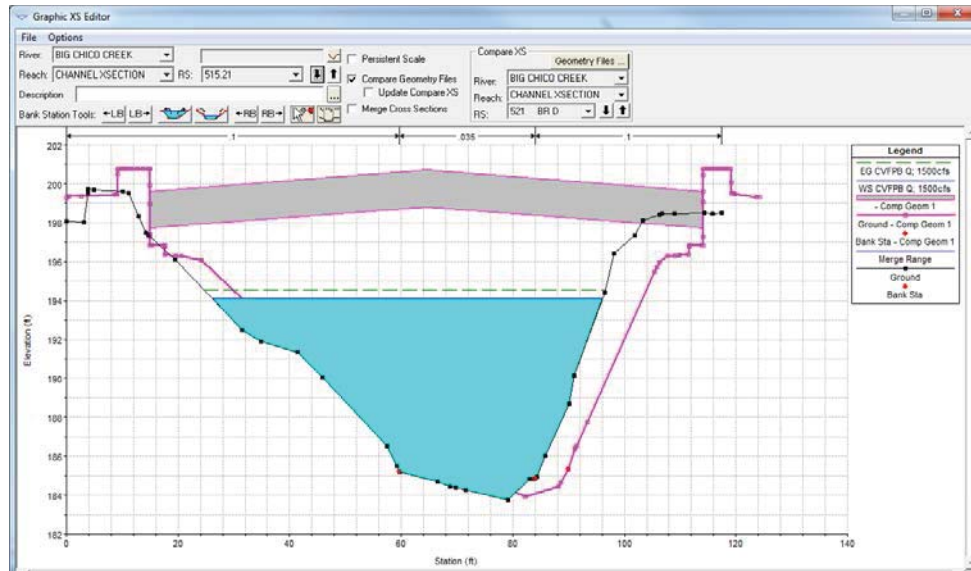 Graphic XS Editor
File Options
River: BIG CHICO CREEK
Reach: CHANNEL XSECTION RS: 515.21
Description
Bank Station Tools: ←LB LB→ ←RB RB→
Persistent Scale
Compare Geometry Files
Update Compare XS
Merge Cross Sections
Compare XS
Geometry Files ...
River: BIG CHICO CREEK
Reach: CHANNEL XSECTION
RS: 521 BR D
.1 .035 .1
Legend
EG CVFPB Q; 1500cfs
WS CVFPB Q; 1500cfs
- Comp Geom 1
Ground - Comp Geom 1
Bank Sta - Comp Geom 1
Merge Range
Ground
Bank Sta
202
200
198
196
194
192
190
188
186
184
182
Elevation (ft)
0 20 40 60 80 100 120 140
Station (ft)